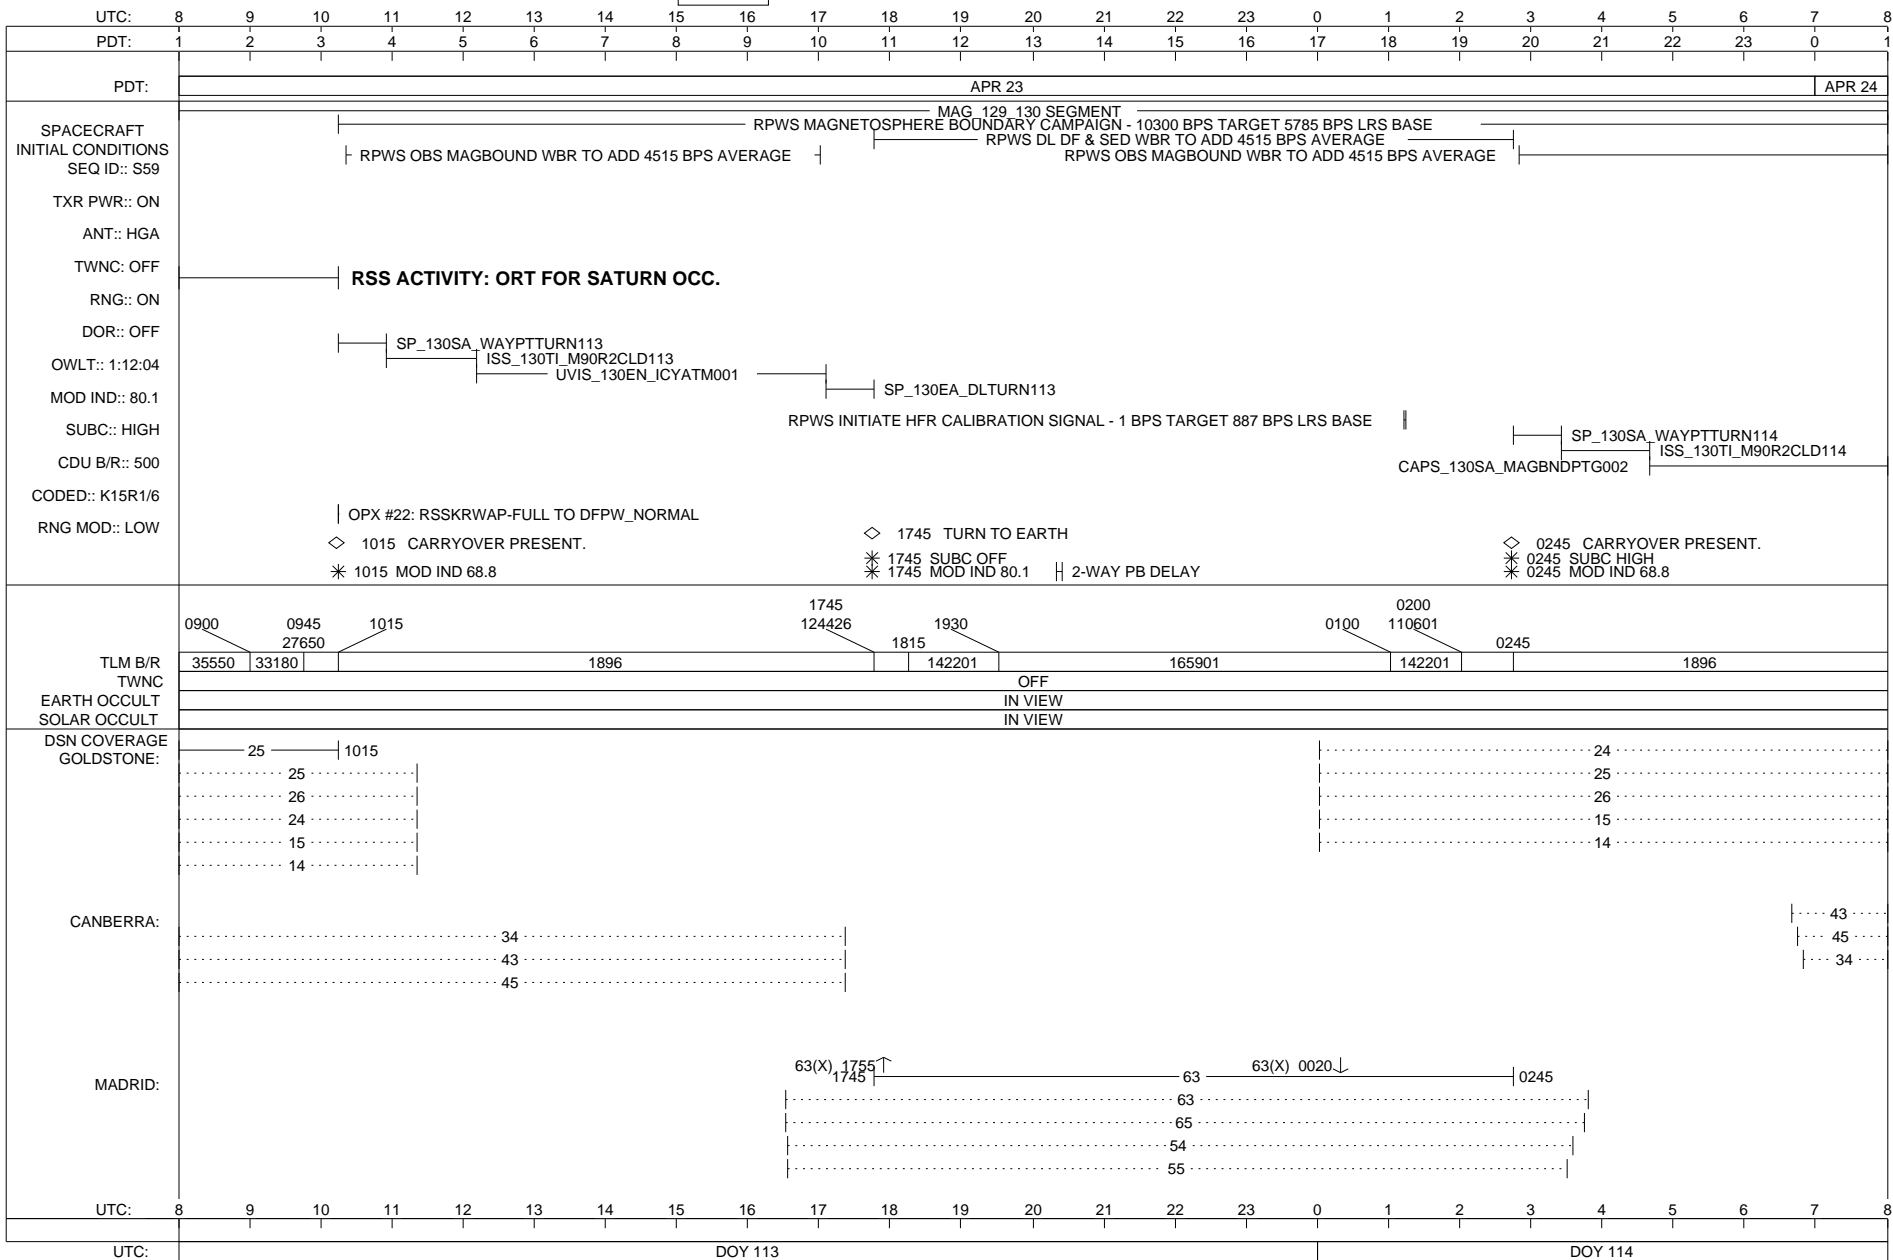 UTC: 8 9 10 11 12 13 14 15 16 17 18 19 20 21 22 23 0 1 2 3 4 5 6 7 8
PDT: 1 2 3 4 5 6 7 8 9 10 11 12 13 14 15 16 17 18 19 20 21 22 23 0 1
PDT: APR 23 APR 24
MAG_129_130 SEGMENT
RPWS MAGNETOSPHERE BOUNDARY CAMPAIGN - 10300 BPS TARGET 5785 BPS LRS BASE
RPWS DL DF & SED WBR TO ADD 4515 BPS AVERAGE
RPWS OBS MAGBOUND WBR TO ADD 4515 BPS AVERAGE RPWS OBS MAGBOUND WBR TO ADD 4515 BPS AVERAGE
SPACECRAFT
INITIAL CONDITIONS
SEQ ID:: S59
TXR PWR:: ON
ANT:: HGA
TWNC: OFF
RSS ACTIVITY: ORT FOR SATURN OCC.
RNG:: ON
DOR:: OFF
SP_130SA_WAYPTTURN113
OWLT:: 1:12:04
ISS_130TI_M90R2CLD113
UVIS_130EN_ICYATM001
SP_130EA_DLTURN113
MOD IND:: 80.1
RPWS INITIATE HFR CALIBRATION SIGNAL - 1 BPS TARGET 887 BPS LRS BASE
SUBC:: HIGH
SP_130SA_WAYPTTURN114
ISS_130TI_M90R2CLD114
CDU B/R:: 500
CAPS_130SA_MAGBNDPTG002
CODED:: K15R1/6
OPX #22: RSSKRWAP-FULL TO DFPW_NORMAL
RNG MOD:: LOW
1745 TURN TO EARTH
1015 CARRYOVER PRESENT. 0245 CARRYOVER PRESENT.
1745 SUBC OFF 0245 SUBC HIGH
1015 MOD IND 68.8 1745 MOD IND 80.1 2-WAY PB DELAY 0245 MOD IND 68.8
1745 0200
0900 0945 1015 124426 1930 0100 110601
27650 1815 0245
TLM B/R 35550 33180 1896 142201 165901 142201 1896
TWNC OFF
EARTH OCCULT IN VIEW
SOLAR OCCULT IN VIEW
DSN COVERAGE
GOLDSTONE: 25 1015 24
25 25
26 26
24 15
15 14
14
CANBERRA: 43
34 45
43 34
45
MADRID: 63(X) 1755 63(X) 0020
1745 63 0245
63
65
54
55
UTC: 8 9 10 11 12 13 14 15 16 17 18 19 20 21 22 23 0 1 2 3 4 5 6 7 8
UTC: DOY 113 DOY 114